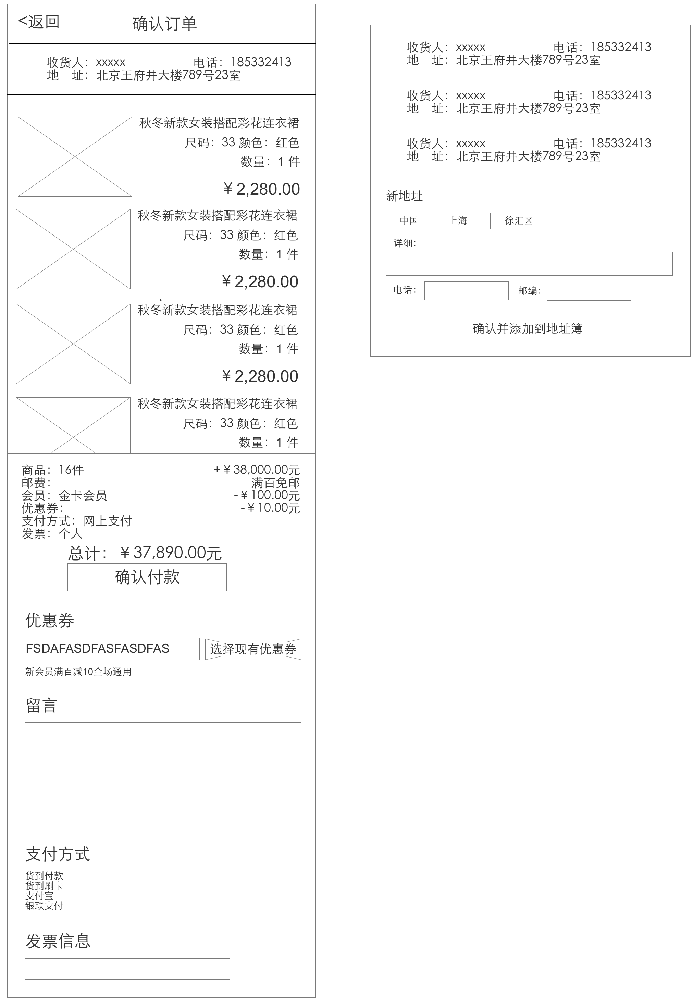 <返回
确认订单
收货人：xxxxx 电话：185332413
地　址：北京王府井大楼789号23室
秋冬新款女装搭配彩花连衣裙
尺码：33 颜色：红色
数量：1 件
￥2,280.00
秋冬新款女装搭配彩花连衣裙
尺码：33 颜色：红色
数量：1 件
￥2,280.00
c
秋冬新款女装搭配彩花连衣裙
尺码：33 颜色：红色
数量：1 件
￥2,280.00
秋冬新款女装搭配彩花连衣裙
尺码：33 颜色：红色
数量：1 件
商品：16件 +￥38,000.00元
邮费： 满百免邮
会员：金卡会员 -￥100.00元
优惠券： -￥10.00元
支付方式：网上支付
发票：个人
总计：￥37,890.00元
确认付款
优惠券
FSDAFASDFASFASDFAS 选择现有优惠券
新会员满百减10全场通用
留言
支付方式
货到付款
货到刷卡
支付宝
银联支付
发票信息
收货人：xxxxx 电话：185332413
地　址：北京王府井大楼789号23室
收货人：xxxxx 电话：185332413
地　址：北京王府井大楼789号23室
收货人：xxxxx 电话：185332413
地　址：北京王府井大楼789号23室
新地址
中国 上海 徐汇区
详细：
电话： 邮编：
确认并添加到地址簿